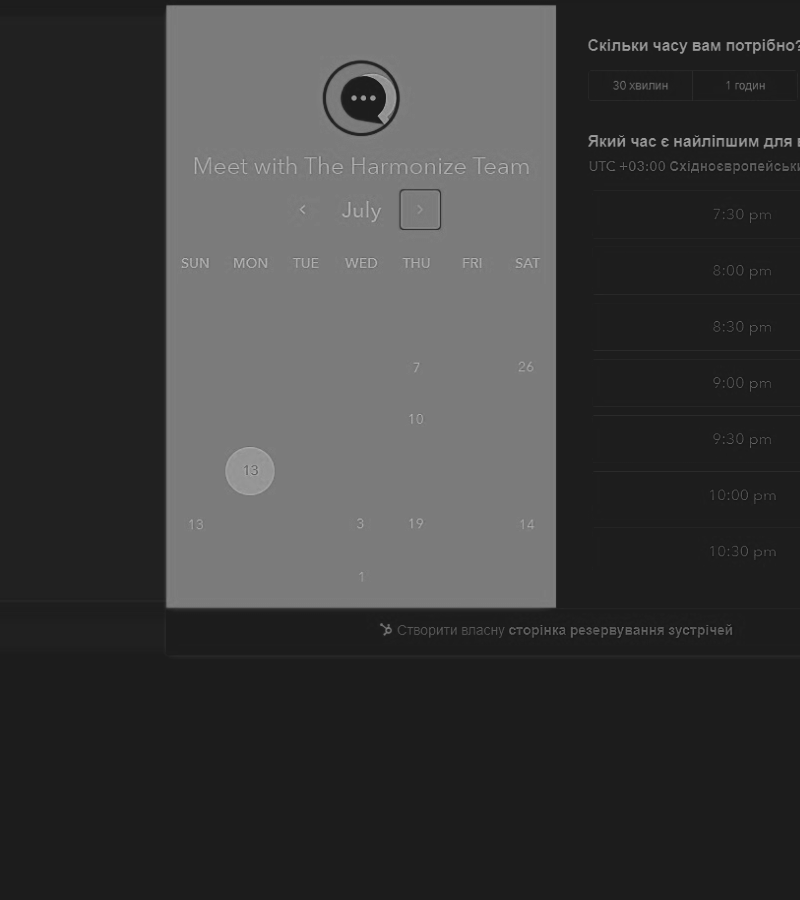 Meet with The Harmonize Team
July
SUN MON TUE WED THU FRI SAT
7 26
10
13
13 3 19 14
1
Скільки часу вам потрібно?
30 хвилин 1 годин
Який час є найліпшим для
UTC +03:00
7:30 pm
8:00 pm
8:30 pm
9:00 pm
9:30 pm
10:00 pm
10:30 pm
Створити власну сторінка резервування зустрічей